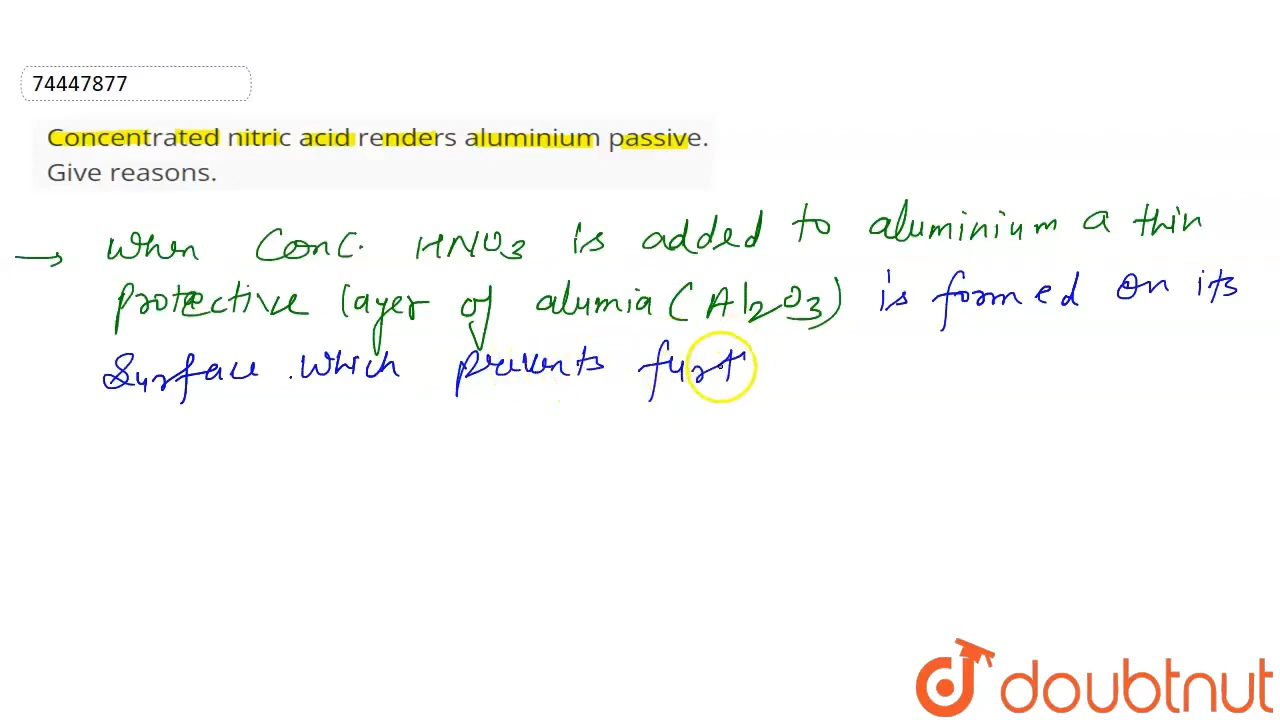 74447877
Concentrated nitric acid renders aluminium passive.
Give reasons.
→ When Conc. HNO3 is added to aluminium a thin
protective layer of alumia (Al2O3) is formed on its
Surface. Which prevents furt
doubtnut